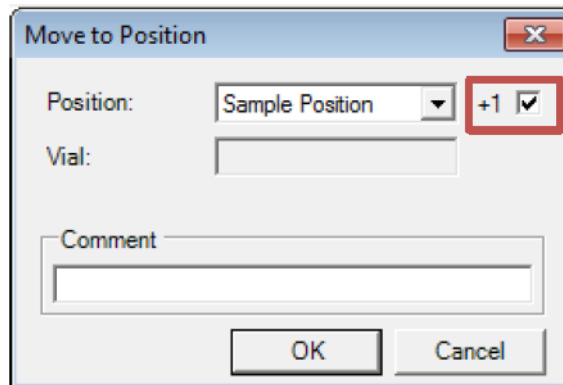 Move to Position
Position: Sample Position +1
Vial:
Comment
OK Cancel